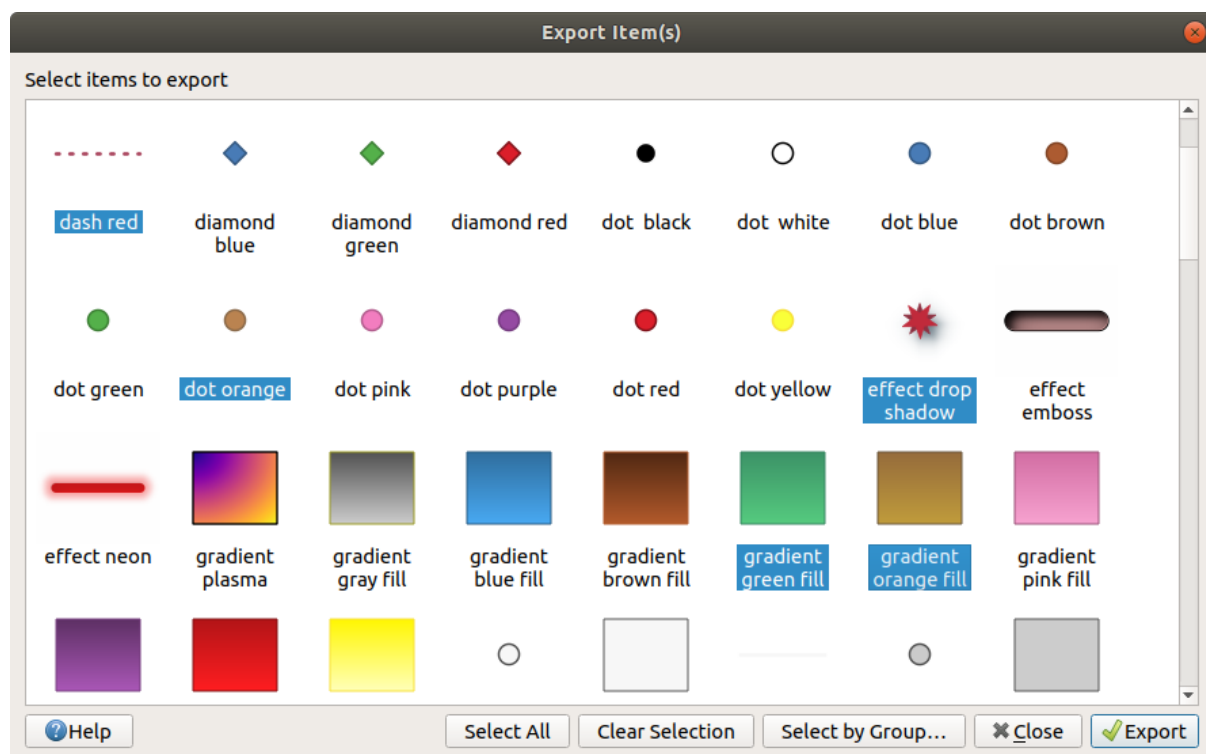 Export Item(s)
Select items to export
dash red
diamond
blue
diamond
green
diamond red
dot  black
dot  white
dot blue
dot brown
dot green
dot orange
dot pink
dot purple
dot red
dot yellow
effect drop
shadow
effect
emboss
effect neon
gradient
plasma
gradient
gray fill
gradient
blue fill
gradient
brown fill
gradient
green fill
gradient
orange fill
gradient
pink fill
Help
Select All
Clear Selection
Select by Group...
Close
Export